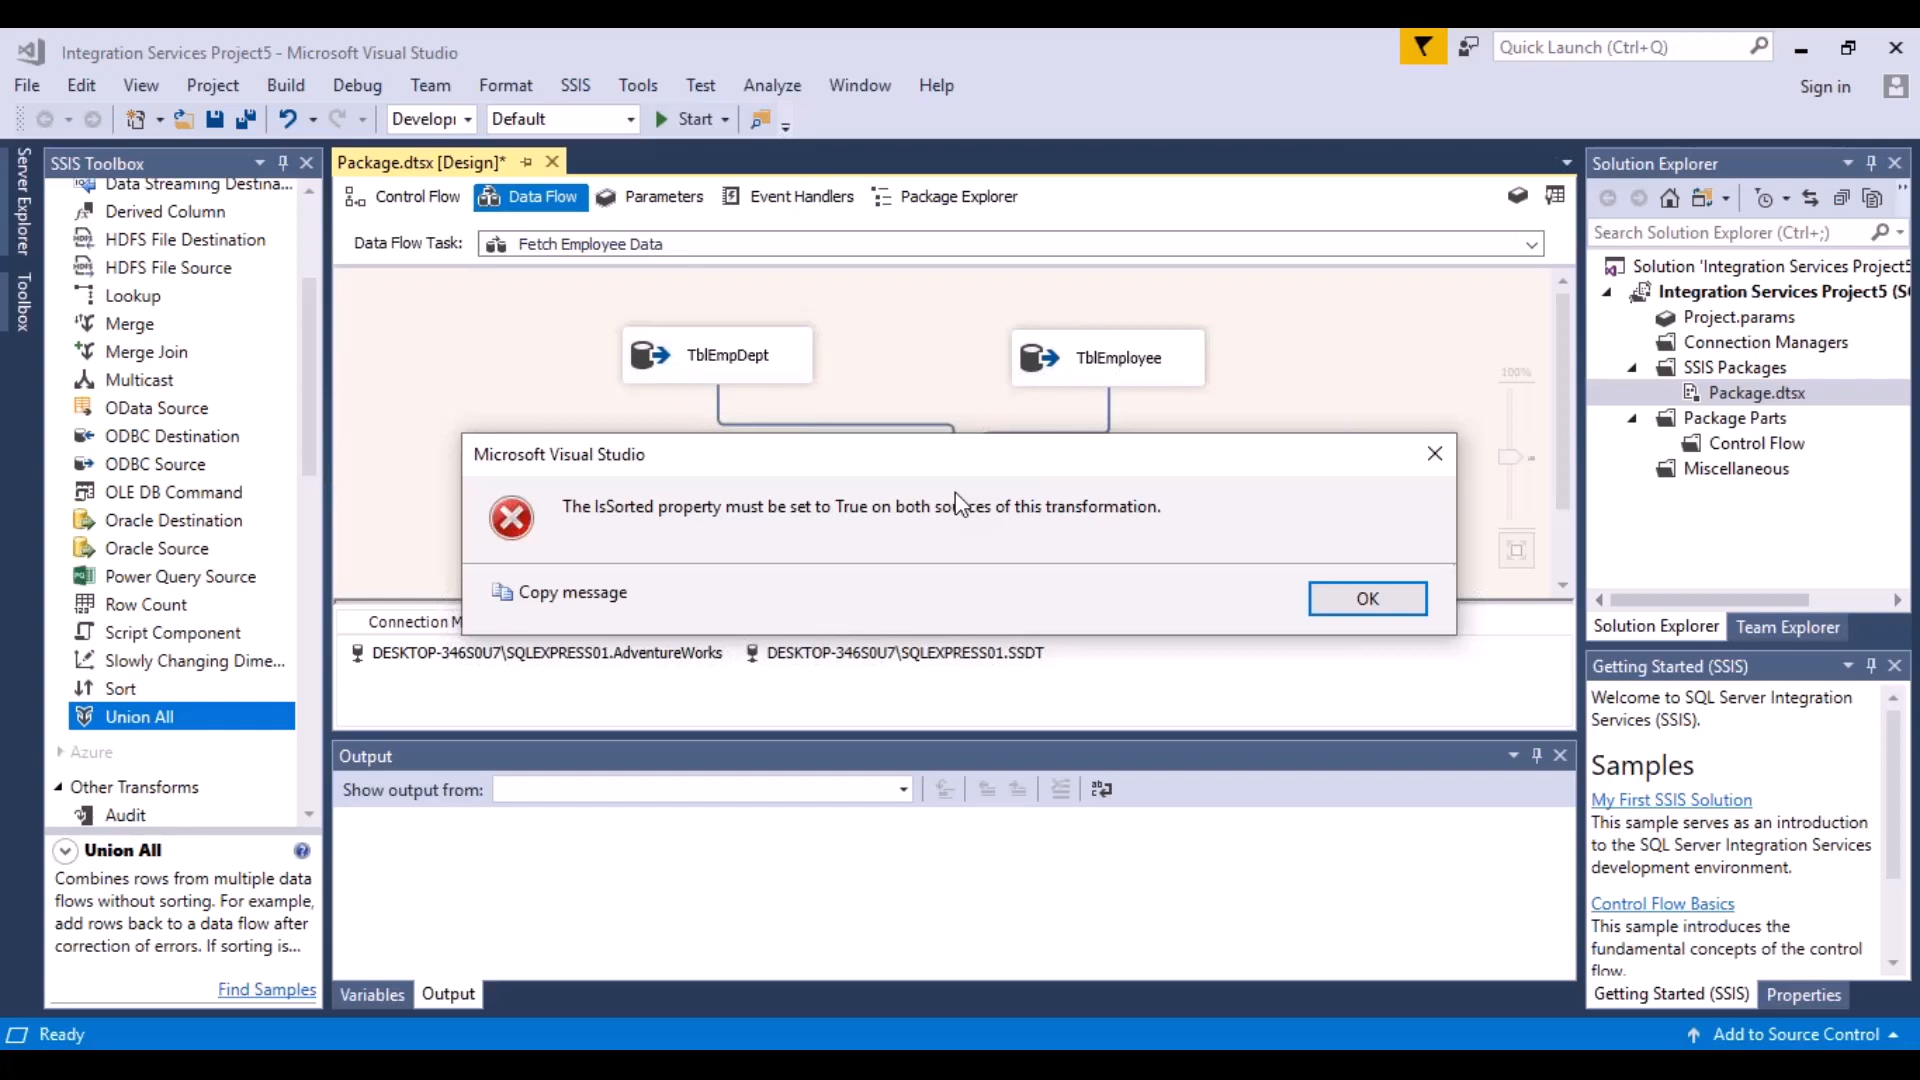 Integration Services Project5 - Microsoft Visual Studio
Quick Launch (Ctrl+Q)
File Edit View Project Build Debug Team Format SSIS Tools Test Analyze Window Help
Sign in
Developi
Default
Start
Server Explorer
Toolbox
SSIS Toolbox
Data Streaming Destina...
Derived Column
HDFS File Destination
HDFS File Source
Lookup
Merge
Merge Join
Multicast
OData Source
ODBC Destination
ODBC Source
OLE DB Command
Oracle Destination
Oracle Source
Power Query Source
Row Count
Script Component
Slowly Changing Dime...
Sort
Union All
Azure
Other Transforms
Audit
Union All
Combines rows from multiple data
flows without sorting. For example,
add rows back to a data flow after
correction of errors. If sorting is...
Find Samples
Package.dtsx [Design]*
Control Flow Data Flow Parameters Event Handlers Package Explorer
Data Flow Task: Fetch Employee Data
TblEmpDept
TblEmployee
100%
Microsoft Visual Studio
The IsSorted property must be set to True on both sources of this transformation.
Copy message
OK
Connection M
DESKTOP-346S0U7\SQLEXPRESS01.AdventureWorks
DESKTOP-346S0U7\SQLEXPRESS01.SSDT
Output
Show output from:
Variables Output
Solution Explorer
Search Solution Explorer (Ctrl+;)
Solution 'Integration Services Project5
Integration Services Project5 (S
Project.params
Connection Managers
SSIS Packages
Package.dtsx
Package Parts
Control Flow
Miscellaneous
Solution Explorer Team Explorer
Getting Started (SSIS)
Welcome to SQL Server Integration
Services (SSIS).
Samples
My First SSIS Solution
This sample serves as an introduction
to the SQL Server Integration Services
development environment.
Control Flow Basics
This sample introduces the
fundamental concepts of the control
flow.
Getting Started (SSIS) Properties
Ready
Add to Source Control